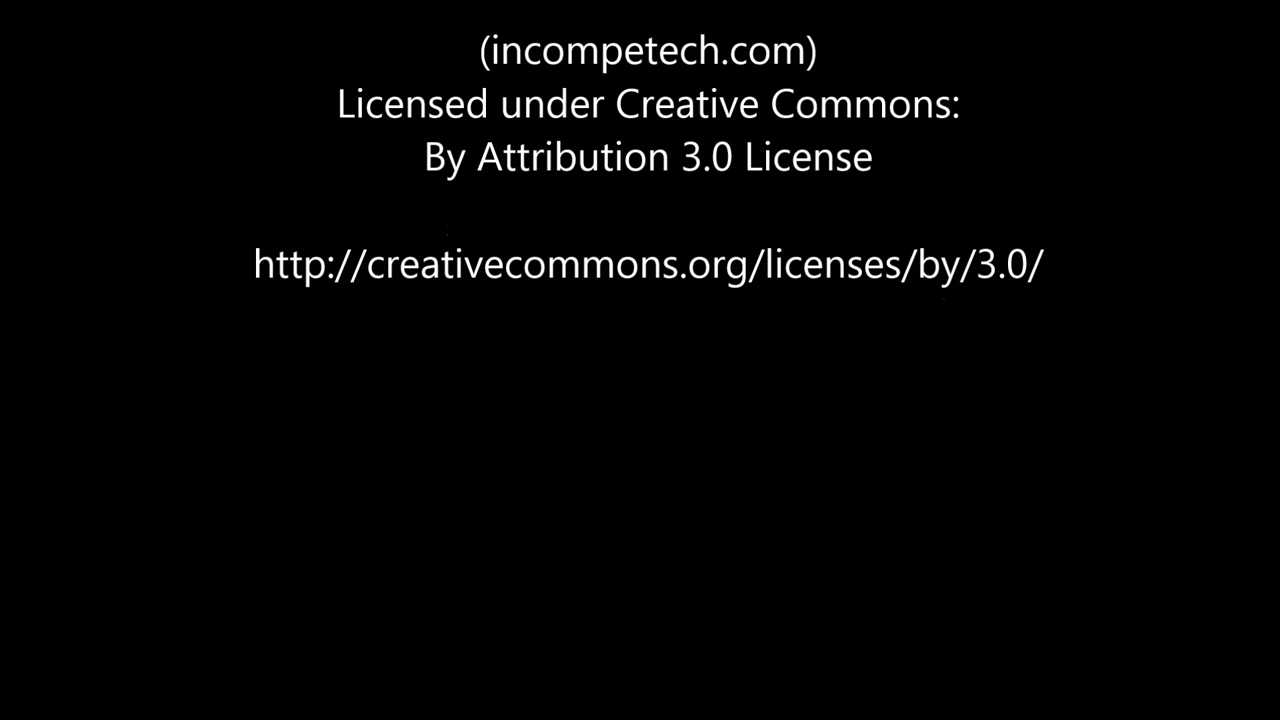 (incompetech.com)
Licensed under Creative Commons:
By Attribution 3.0 License
http://creativecommons.org/licenses/by/3.0/